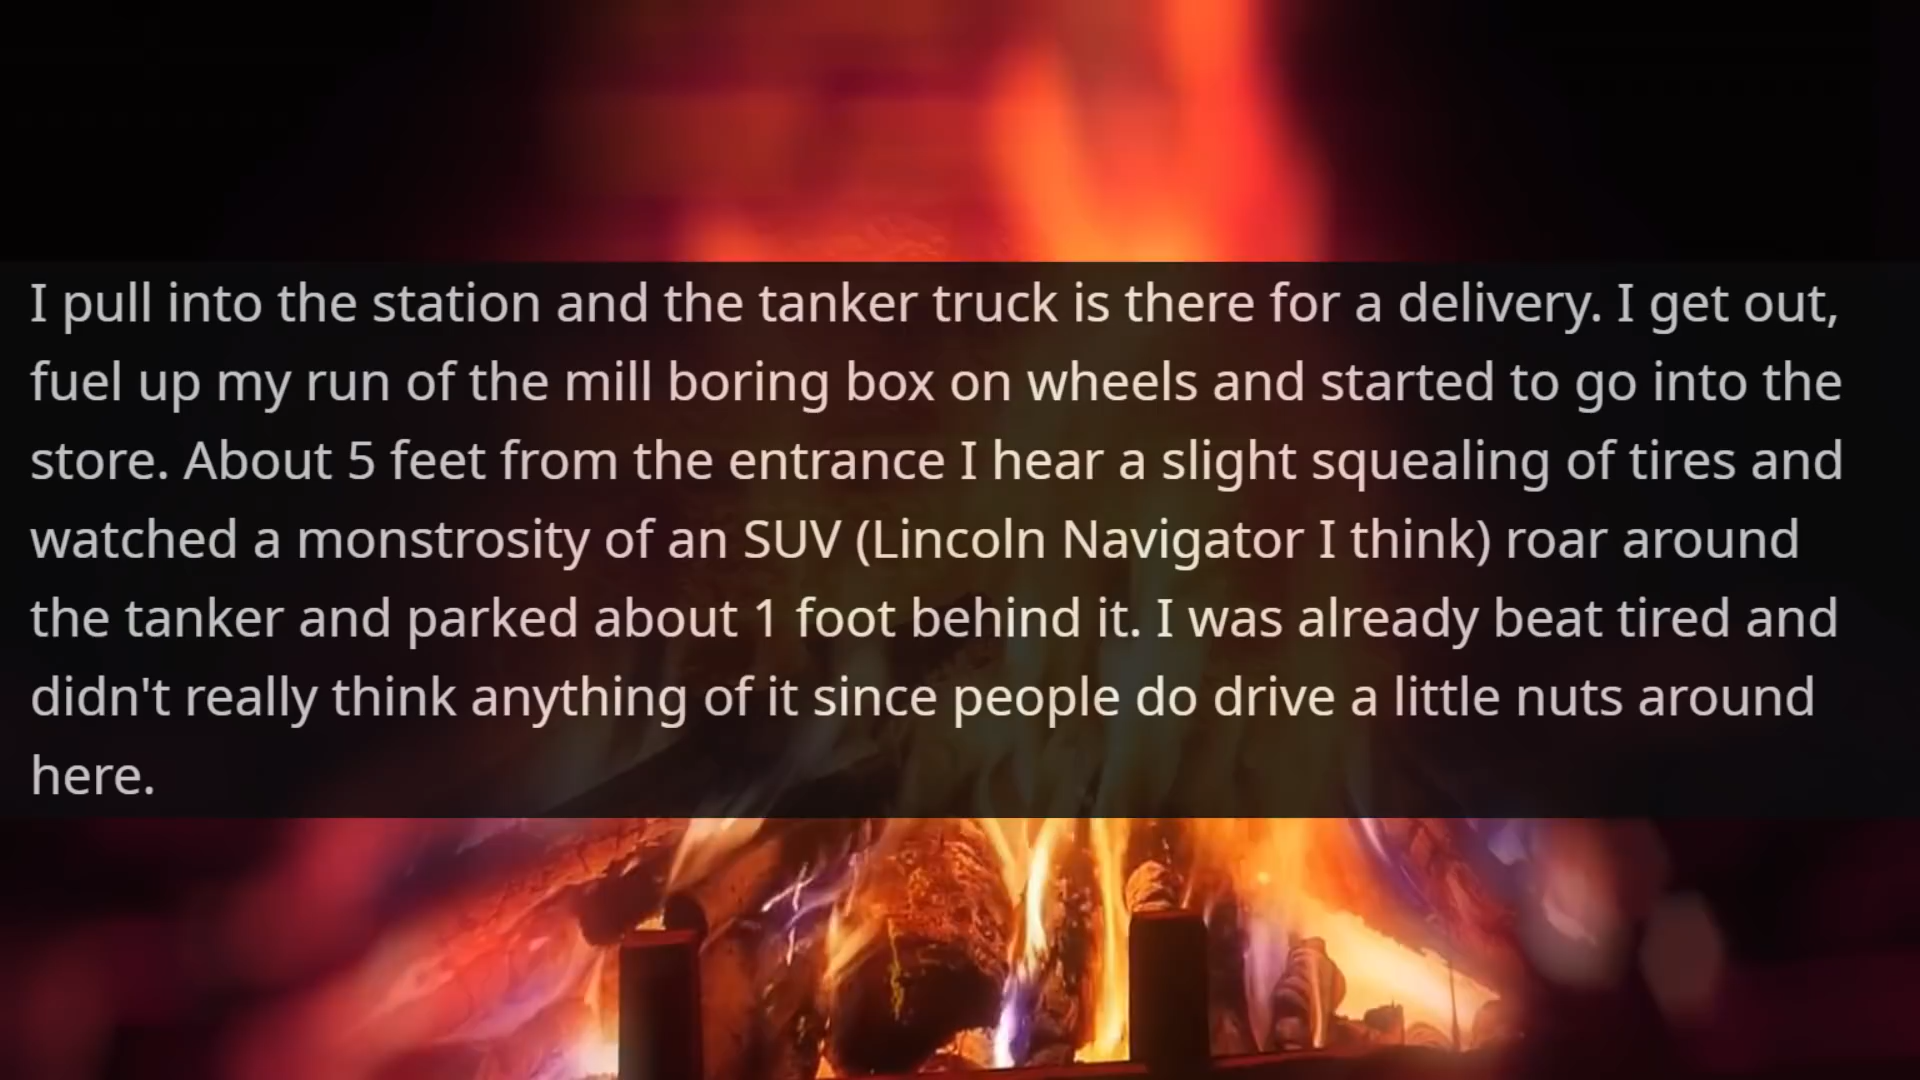 I pull into the station and the tanker truck is there for a delivery. I get out,
fuel up my run of the mill boring box on wheels and started to go into the
store. About 5 feet from the entrance I hear a slight squealing of tires and
watched a monstrosity of an SUV (Lincoln Navigator I think) roar around
the tanker and parked about 1 foot behind it. I was already beat tired and
didn't really think anything of it since people do drive a little nuts around
here.